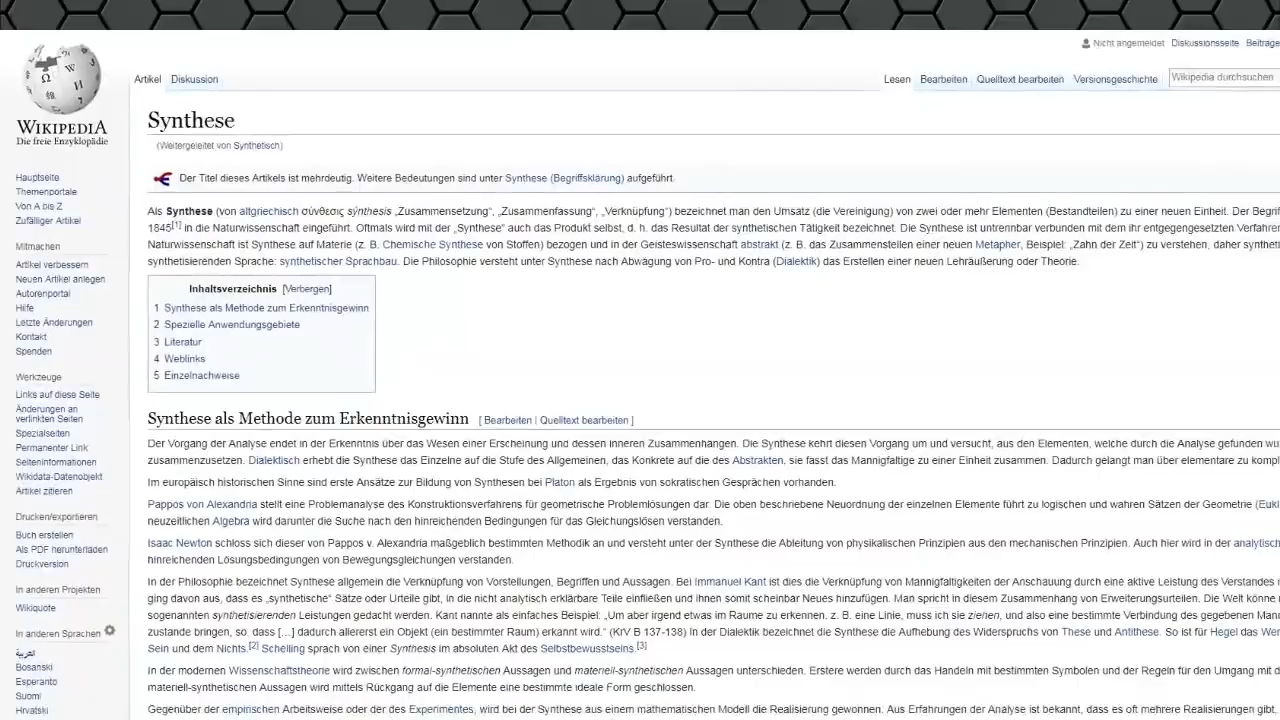 Nicht angemeldet Diskussionsseite Beiträge
Artikel Diskussion Lesen Bearbeiten Quelltext bearbeiten Versionsgeschichte Wikipedia durchsuchen
WIKIPEDIA
Die freie Enzyklopädie
Hauptseite
Themenportale
Von A bis Z
Zufälliger Artikel
Mitmachen
Artikel verbessern
Neuen Artikel anlegen
Autorenportal
Hilfe
Letzte Änderungen
Kontakt
Spenden
Werkzeuge
Links auf diese Seite
Änderungen an
verlinkten Seiten
Spezialseiten
Permanenter Link
Seiteninformationen
Wikidata-Datenobjekt
Artikel zitieren
Drucken/exportieren
Buch erstellen
Als PDF herunterladen
Druckversion
In anderen Projekten
Wikiquote
In anderen Sprachen
العربية
Bosanski
Esperanto
Suomi
Hrvatski
Synthese
(Weitergeleitet von Synthetisch)
Der Titel dieses Artikels ist mehrdeutig. Weitere Bedeutungen sind unter Synthese (Begriffsklärung) aufgeführt.
Als Synthese (von altgriechisch σύνθεσις sýnthesis „Zusammensetzung“, „Zusammenfassung“, „Verknüpfung“) bezeichnet man den Umsatz (die Vereinigung) von zwei oder mehr Elementen (Bestandteilen) zu einer neuen Einheit. Der Begrif
1845[1] in die Naturwissenschaft eingeführt. Oftmals wird mit der „Synthese“ auch das Produkt selbst, d. h. das Resultat der synthetischen Tätigkeit bezeichnet. Die Synthese ist untrennbar verbunden mit dem ihr entgegengesetzten Verfahren
Naturwissenschaft ist Synthese auf Materie (z. B. Chemische Synthese von Stoffen) bezogen und in der Geisteswissenschaft abstrakt (z. B. das Zusammenstellen einer neuen Metapher, Beispiel: „Zahn der Zeit“) zu verstehen, daher synthet
synthetisierenden Sprache: synthetischer Sprachbau. Die Philosophie versteht unter Synthese nach Abwägung von Pro- und Kontra (Dialektik) das Erstellen einer neuen Lehräußerung oder Theorie.
Inhaltsverzeichnis [Verbergen]
1 Synthese als Methode zum Erkenntnisgewinn
2 Spezielle Anwendungsgebiete
3 Literatur
4 Weblinks
5 Einzelnachweise
Synthese als Methode zum Erkenntnisgewinn [ Bearbeiten | Quelltext bearbeiten ]
Der Vorgang der Analyse endet in der Erkenntnis über das Wesen einer Erscheinung und dessen inneren Zusammenhängen. Die Synthese kehrt diesen Vorgang um und versucht, aus den Elementen, welche durch die Analyse gefunden wu
zusammenzusetzen. Dialektisch erhebt die Synthese das Einzelne auf die Stufe des Allgemeinen, das Konkrete auf die des Abstrakten, sie fasst das Mannigfaltige zu einer Einheit zusammen. Dadurch gelangt man über elementare zu kompl
Im europäisch historischen Sinne sind erste Ansätze zur Bildung von Synthesen bei Platon als Ergebnis von sokratischen Gesprächen vorhanden.
Pappos von Alexandria stellt eine Problemanalyse des Konstruktionsverfahrens für geometrische Problemlösungen dar. Die oben beschriebene Neuordnung der einzelnen Elemente führt zu logischen und wahren Sätzen der Geometrie (Eukl
neuzeitlichen Algebra wird darunter die Suche nach den hinreichenden Bedingungen für das Gleichungslösen verstanden.
Isaac Newton schloss sich dieser von Pappos v. Alexandria maßgeblich bestimmten Methodik an und versteht unter der Synthese die Ableitung von physikalischen Prinzipien aus den mechanischen Prinzipien. Auch hier wird in der analytisch
hinreichenden Lösungsbedingungen von Bewegungsgleichungen verstanden.
In der Philosophie bezeichnet Synthese allgemein die Verknüpfung von Vorstellungen, Begriffen und Aussagen. Bei Immanuel Kant ist dies die Verknüpfung von Mannigfaltigkeiten der Anschauung durch eine aktive Leistung des Verstandes
ging davon aus, dass es „synthetische“ Sätze oder Urteile gibt, in die nicht analytisch erklärbare Teile einfließen und ihnen somit scheinbar Neues hinzufügen. Man spricht in diesem Zusammenhang von Erweiterungsurteilen. Die Welt könne
sogenannten synthetisierenden Leistungen gedacht werden. Kant nannte als einfaches Beispiel: „Um aber irgend etwas im Raume zu erkennen, z. B. eine Linie, muss ich sie ziehen, und also eine bestimmte Verbindung des gegebenen Man
zustande bringen, so, dass […] dadurch allererst ein Objekt (ein bestimmter Raum) erkannt wird.“ (KrV B 137-138) In der Dialektik bezeichnet die Synthese die Aufhebung des Widerspruchs von These und Antithese. So ist für Hegel das Wer
Sein und dem Nichts.[2] Schelling sprach von einer Synthesis im absoluten Akt des Selbstbewusstseins.[3]
In der modernen Wissenschaftstheorie wird zwischen formal-synthetischen Aussagen und materiell-synthetischen Aussagen unterschieden. Erstere werden durch das Handeln mit bestimmten Symbolen und der Regeln für den Umgang mit d
materiell-synthetischen Aussagen wird mittels Rückgang auf die Elemente eine bestimmte ideale Form geschlossen.
Gegenüber der empirischen Arbeitsweise oder der des Experimentes, wird bei der Synthese aus einem mathematischen Modell die Realisierung gewonnen. Aus Erfahrungen der Analyse ist bekannt, dass es oft mehrere Realisierungen gibt.